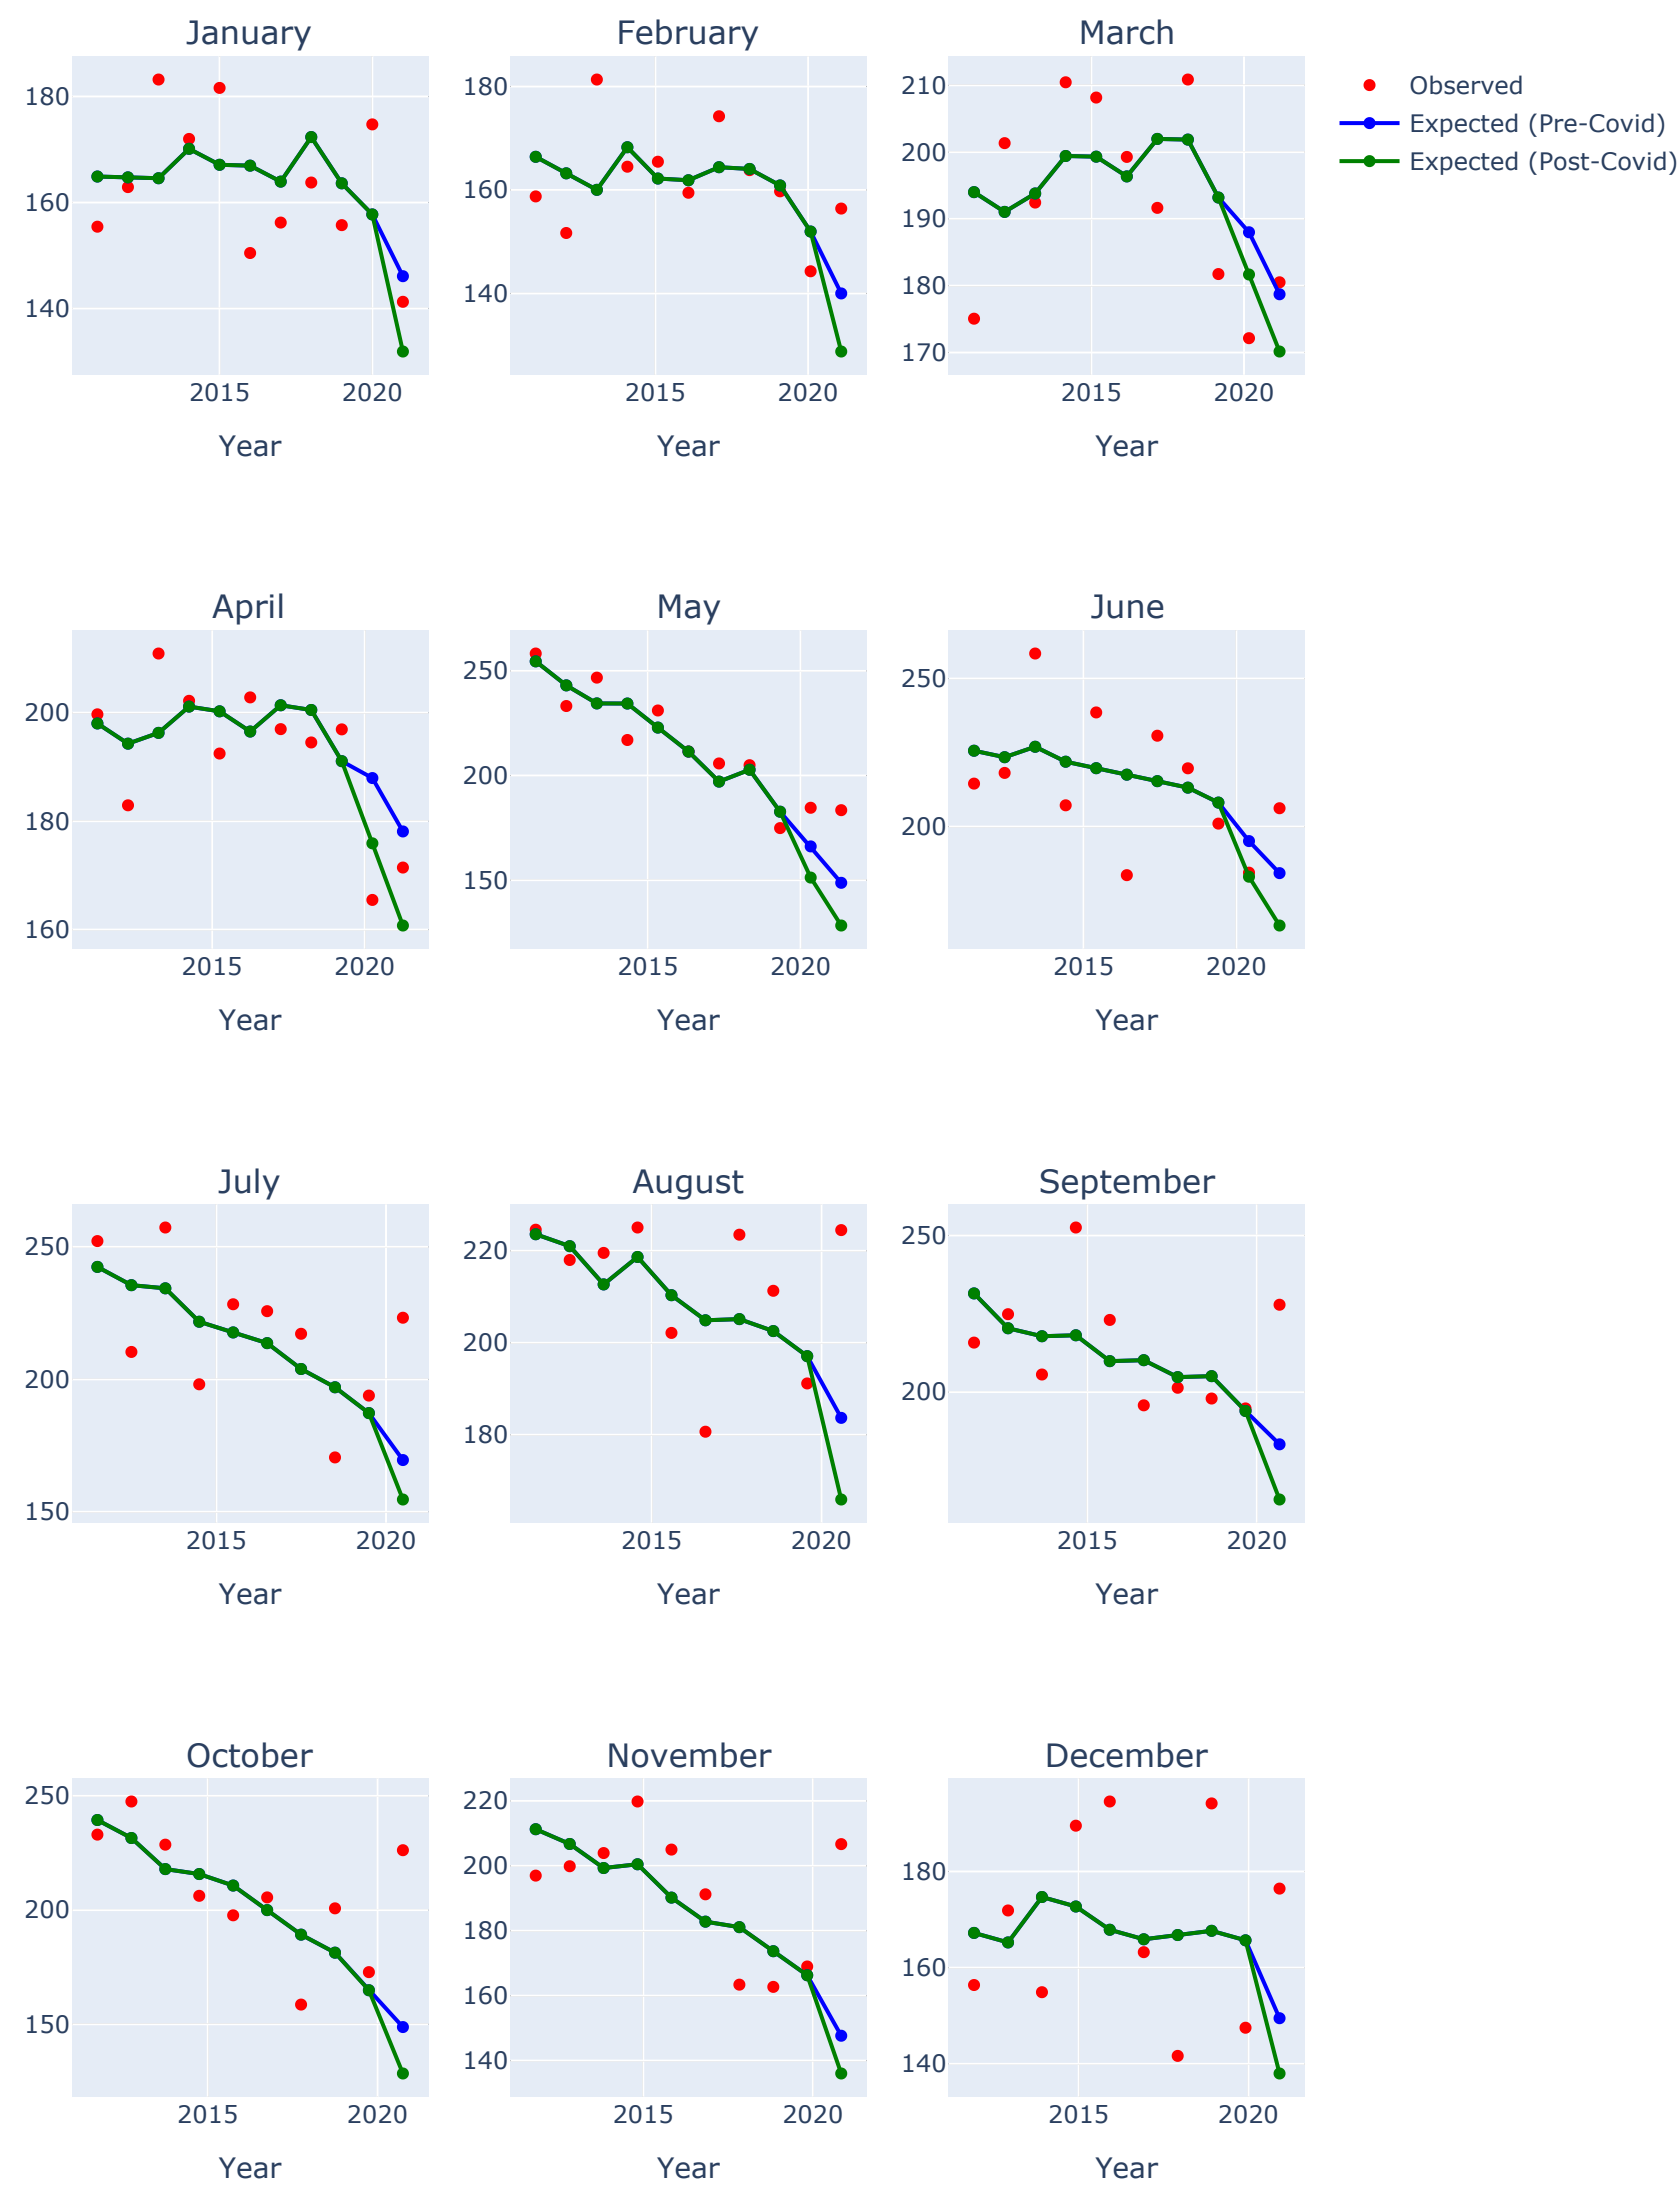 January
February
March
180
160
140
2015
2020
Year
180
160
140
2015
2020
Year
210
200
190
180
170
2015
2020
Year
Observed
Expected (Pre-Covid)
Expected (Post-Covid)
April
May
June
200
180
160
2015
2020
Year
250
200
150
2015
2020
Year
250
200
2015
2020
Year
July
August
September
250
200
150
2015
2020
Year
220
200
180
2015
2020
Year
250
200
2015
2020
Year
October
November
December
250
200
150
2015
2020
Year
220
200
180
160
140
2015
2020
Year
180
160
140
2015
2020
Year